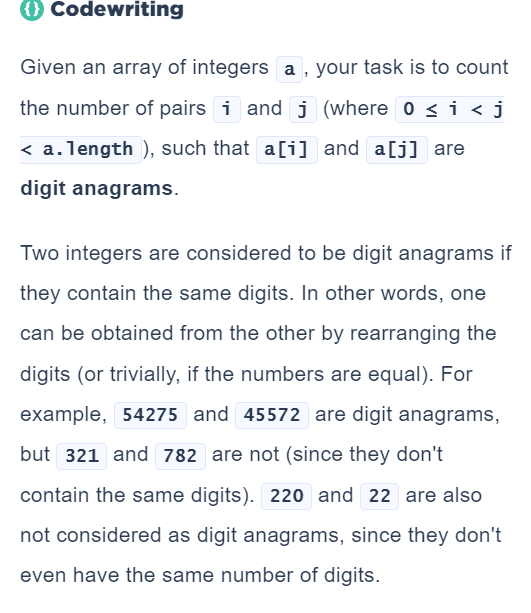 Codewriting
Given an array of integers a , your task is to count
the number of pairs i and j (where 0 ≤ i < j
< a.length ), such that a[i] and a[j] are
digit anagrams.
Two integers are considered to be digit anagrams if
they contain the same digits. In other words, one
can be obtained from the other by rearranging the
digits (or trivially, if the numbers are equal). For
example, 54275 and 45572 are digit anagrams,
but 321 and 782 are not (since they don't
contain the same digits). 220 and 22 are also
not considered as digit anagrams, since they don't
even have the same number of digits.